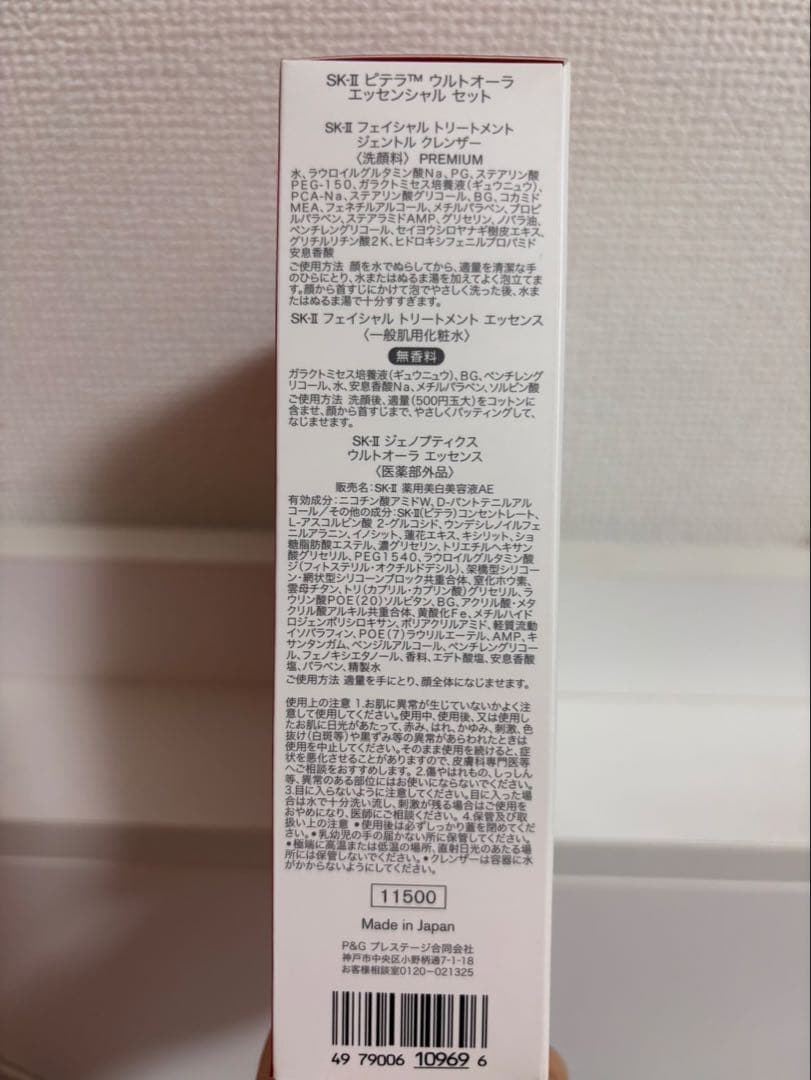 SK-II ピテラ™ ウルトオーラ
エッセンシャル セット
SK-II フェイシャル トリートメント
ジェントル クレンザー
〈洗顔料〉 PREMIUM
水、ラウロイルグルタミン酸Na、PG、ステアリン酸
PEG-150、ガラクトミセス培養液(ギュウニュウ)、
PCA-Na、ステアリン酸グリコール、BG、コカミド
MEA、フェネチルアルコール、メチルパラベン、プロピ
ルパラベン、ステアラミドAMP、グリセリン、ノバラ油、
ペンチレングリコール、セイヨウシロヤナギ樹皮エキス、
グリチルリチン酸2K、ヒドロキシフェニルプロパミド
安息香酸
ご使用方法 顔を水でぬらしてから、適量を清潔な手
のひらにとり、水またはぬるま湯を加えてよく泡立てま
す。顔から首すじにかけて泡でやさしく洗った後、水ま
たはぬるま湯で十分すすぎます。
SK-II フェイシャル トリートメント エッセンス
〈一般肌用化粧水〉
無香料
ガラクトミセス培養液(ギュウニュウ)、BG、ペンチレング
リコール、水、安息香酸Na、メチルパラベン、ソルビン酸
ご使用方法 洗顔後、適量(500円玉大)をコットンに
含ませ、顔から首すじまで、やさしくパッティングして、
なじませます。
SK-II ジェノプティクス
ウルトオーラ エッセンス
〈医薬部外品〉
販売名:SK-II 薬用美白美容液AE
有効成分:ニコチン酸アミドW、D-パントテニルアル
コール/その他の成分:SK-II(ピテラ)コンセントレート、
L-アスコルビン酸 2-グルコシド、ウンデシレノイルフェ
ニルアラニン、イノシット、蓮花エキス、キシリット、ショ
糖脂肪酸エステル、濃グリセリン、トリエチルヘキサン
酸グリセリル、PEG1540、ラウロイルグルタミン酸
ジ(フィトステリル・オクチルドデシル)、架橋型シリコー
ン・網状型シリコーンブロック共重合体、窒化ホウ素、
雲母チタン、トリ(カプリル・カプリン酸)グリセリル、ラ
ウリン酸POE(20)ソルビタン、BG、アクリル酸・メタ
クリル酸アルキル共重合体、黄酸化Fe、メチルハイド
ロジェンポリシロキサン、ポリアクリルアミド、軽質流動
イソパラフィン、POE(7)ラウリルエーテル、AMP、キ
サンタンガム、ベンジルアルコール、ペンチレングリコー
ル、フェノキシエタノール、香料、エデト酸塩、安息香酸
塩、パラベン、精製水
ご使用方法 適量を手にとり、顔全体になじませます。
使用上の注意 1.お肌に異常が生じていないかよく注
意して使用してください。使用中、使用後、又は使用し
たお肌に日光があたって、赤み、はれ、かゆみ、刺激、色
抜け(白斑等)や黒ずみ等の異常があらわれたときは
使用を中止してください。そのまま使用を続けると、症
状を悪化させることがありますので、皮膚科専門医等
へご相談をおすすめします。 2.傷やはれもの、しっしん
等、異常のある部位にはお使いにならないでください。
3.目に入らないように注意してください。目に入った場
合は水で十分洗い流し、刺激が残る場合はご使用を
おやめになり、医師にご相談ください。 4.保管及び取
扱い上の注意 ●使用後は必ずしっかり蓋を閉めてくだ
さい。●乳幼児の手の届かない所に保管してください。
●極端に高温または低温の場所、直射日光のあたる場
所には保管しないでください。●クレンザーは容器に水
がかからないようにしてください。
11500
Made in Japan
P&G プレステージ合同会社
神戸市中央区小野柄通7-1-18
お客様相談室0120-021325
4 979006 109696